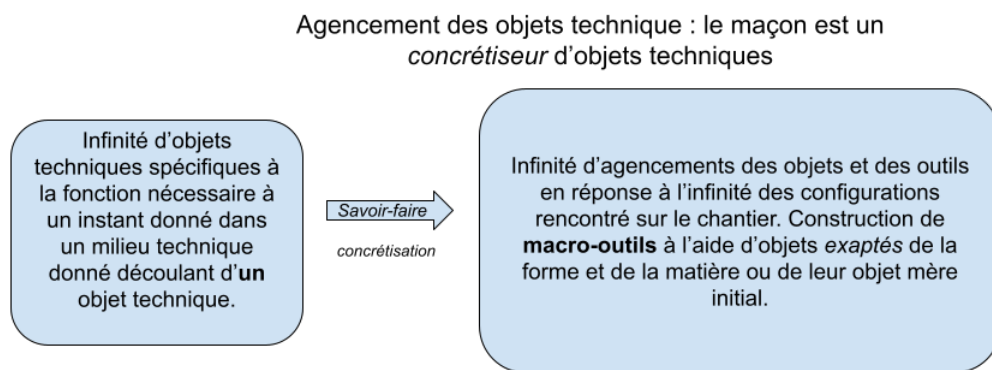 Agencement des objets technique : le maçon est un
concrétiseur d'objets techniques
Infinité d'objets
techniques spécifiques à
la fonction nécessaire à
un instant donné dans
un milieu technique
donné découlant d'un
objet technique.
Savoir-faire
concrétisation
Infinité d'agencements des objets et des outils
en réponse à l'infinité des configurations
rencontré sur le chantier. Construction de
macro-outils à l'aide d'objets exaptés de la
forme et de la matière ou de leur objet mère
initial.